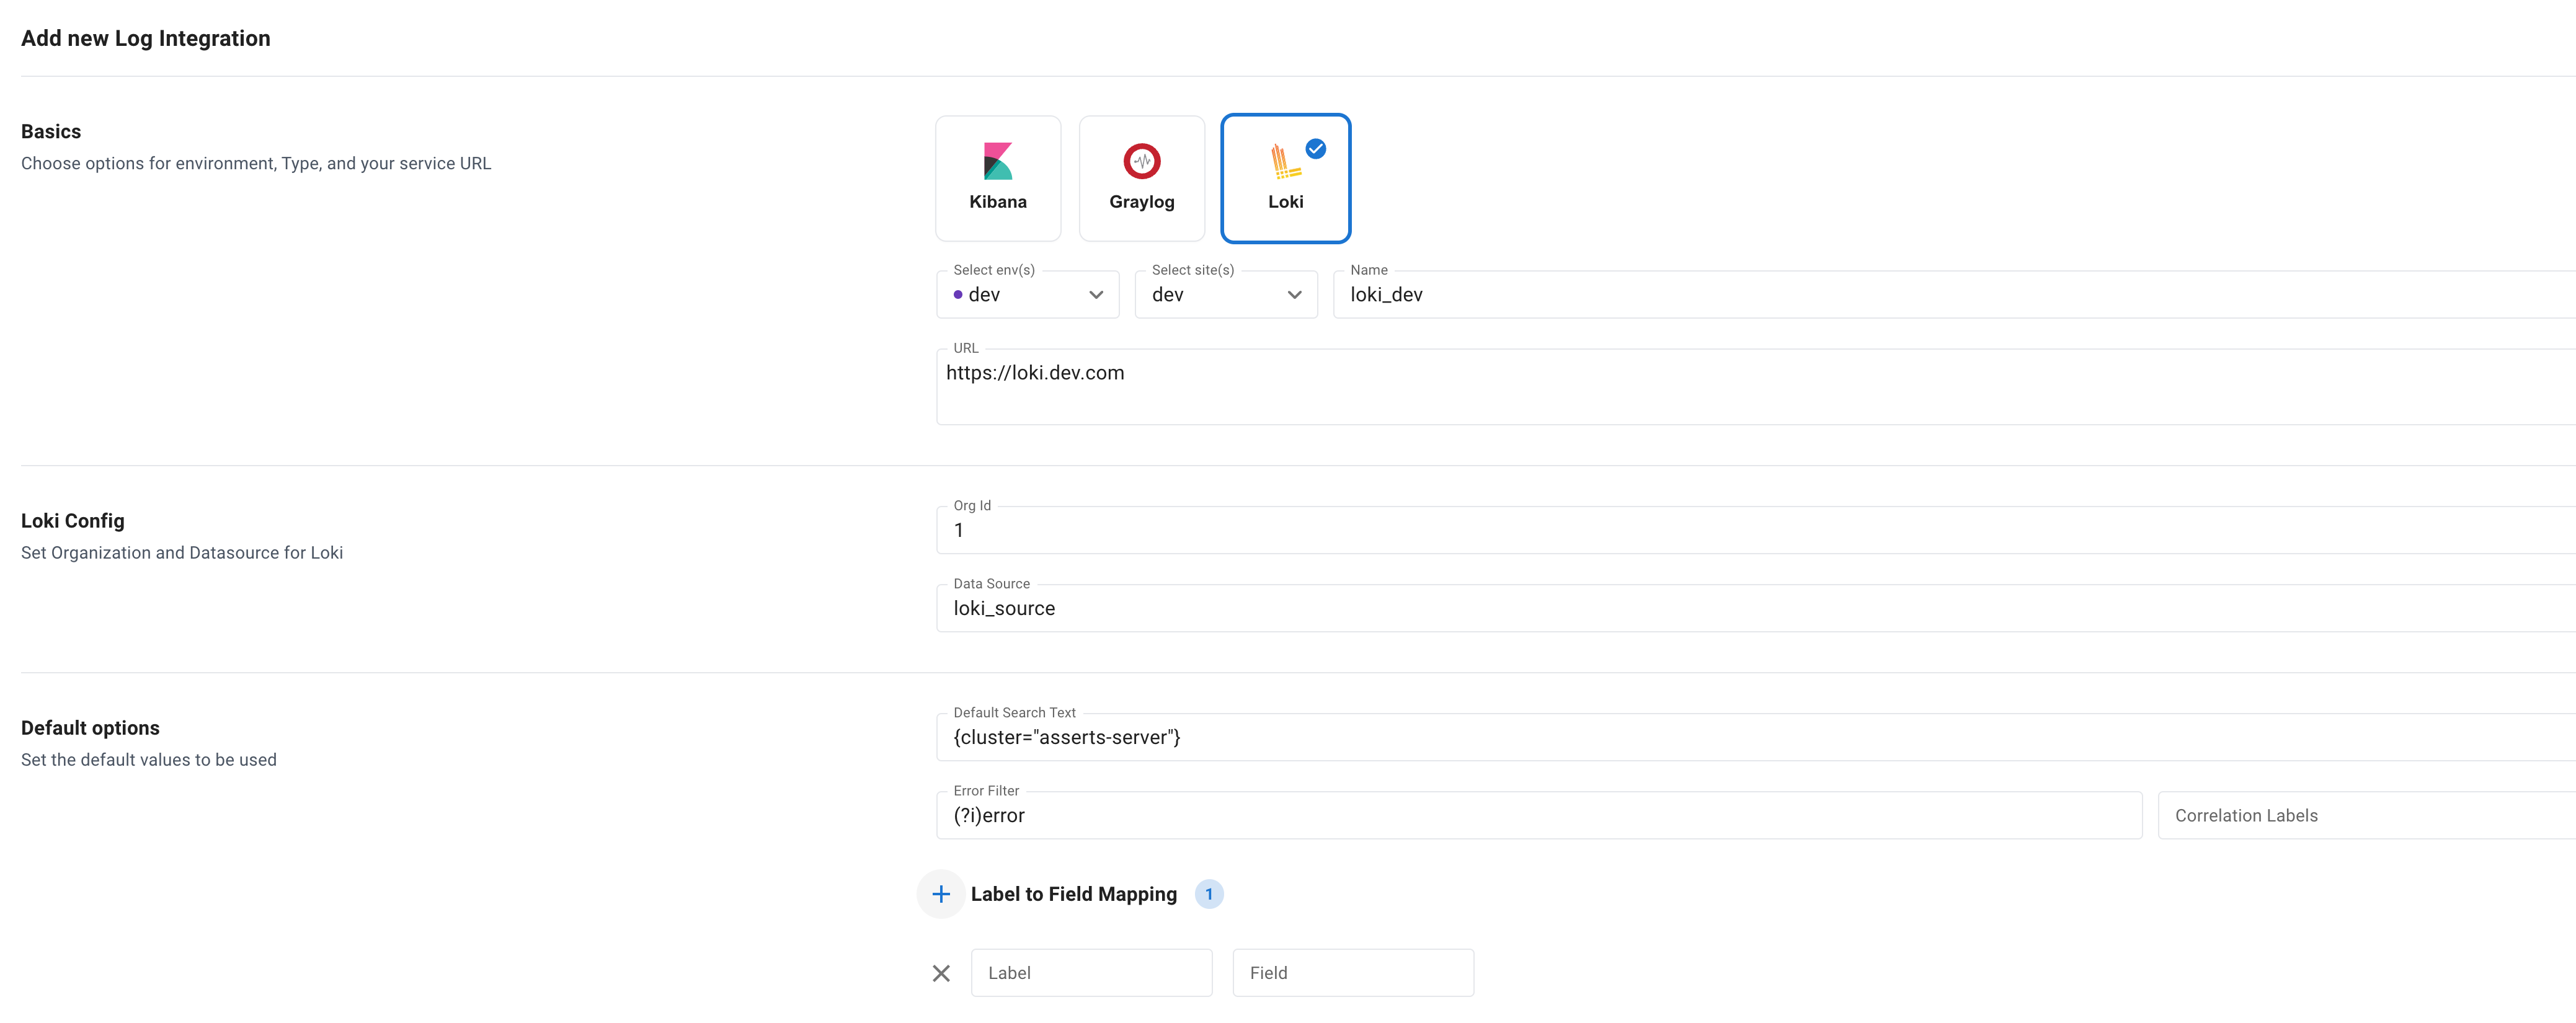 Add new Log Integration
Basics
Choose options for environment, Type, and your service URL
Kibana
Graylog
Loki
Select env(s)
dev
Select site(s)
dev
Name
loki_dev
URL
https://loki.dev.com
Loki Config
Set Organization and Datasource for Loki
Org Id
1
Data Source
loki_source
Default options
Set the default values to be used
Default Search Text
{cluster="asserts-server"}
Error Filter
(?i)error
Correlation Labels
Label to Field Mapping 1
Label
Field